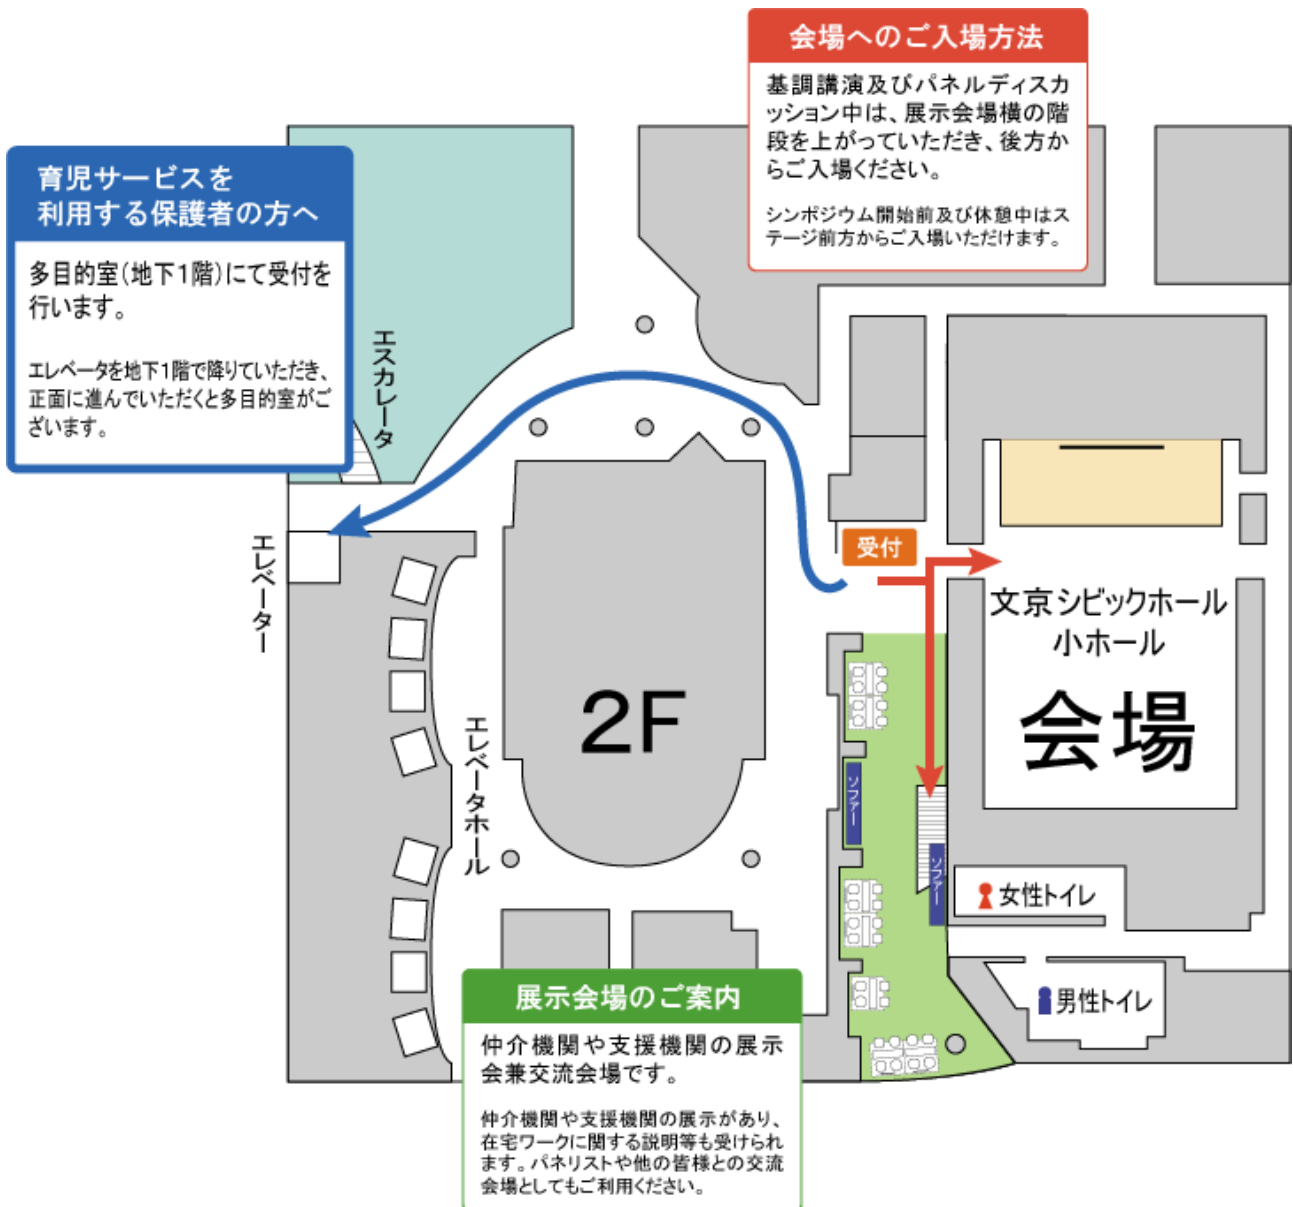 会場へのご入場方法
基調講演及びパネルディスカ
ッション中は、展示会場横の階
段を上がっていただき、後方か
らご入場ください。
シンポジウム開始前及び休憩中はス
テージ前方からご入場いただけます。
育児サービスを
利用する保護者の方へ
多目的室(地下1階)にて受付を
行います。
エレベータを地下1階で降りていただき、
正面に進んでいただくと多目的室がご
ざいます。
エスカレータ
エレベーター
受付
文京シビックホール
小ホール
会場
2F
エレベータホール
ソファー
ソファー
女性トイレ
男性トイレ
展示会場のご案内
仲介機関や支援機関の展示
会兼交流会場です。
仲介機関や支援機関の展示があり、
在宅ワークに関する説明等も受けられ
ます。パネリストや他の皆様との交流
会場としてもご利用ください。